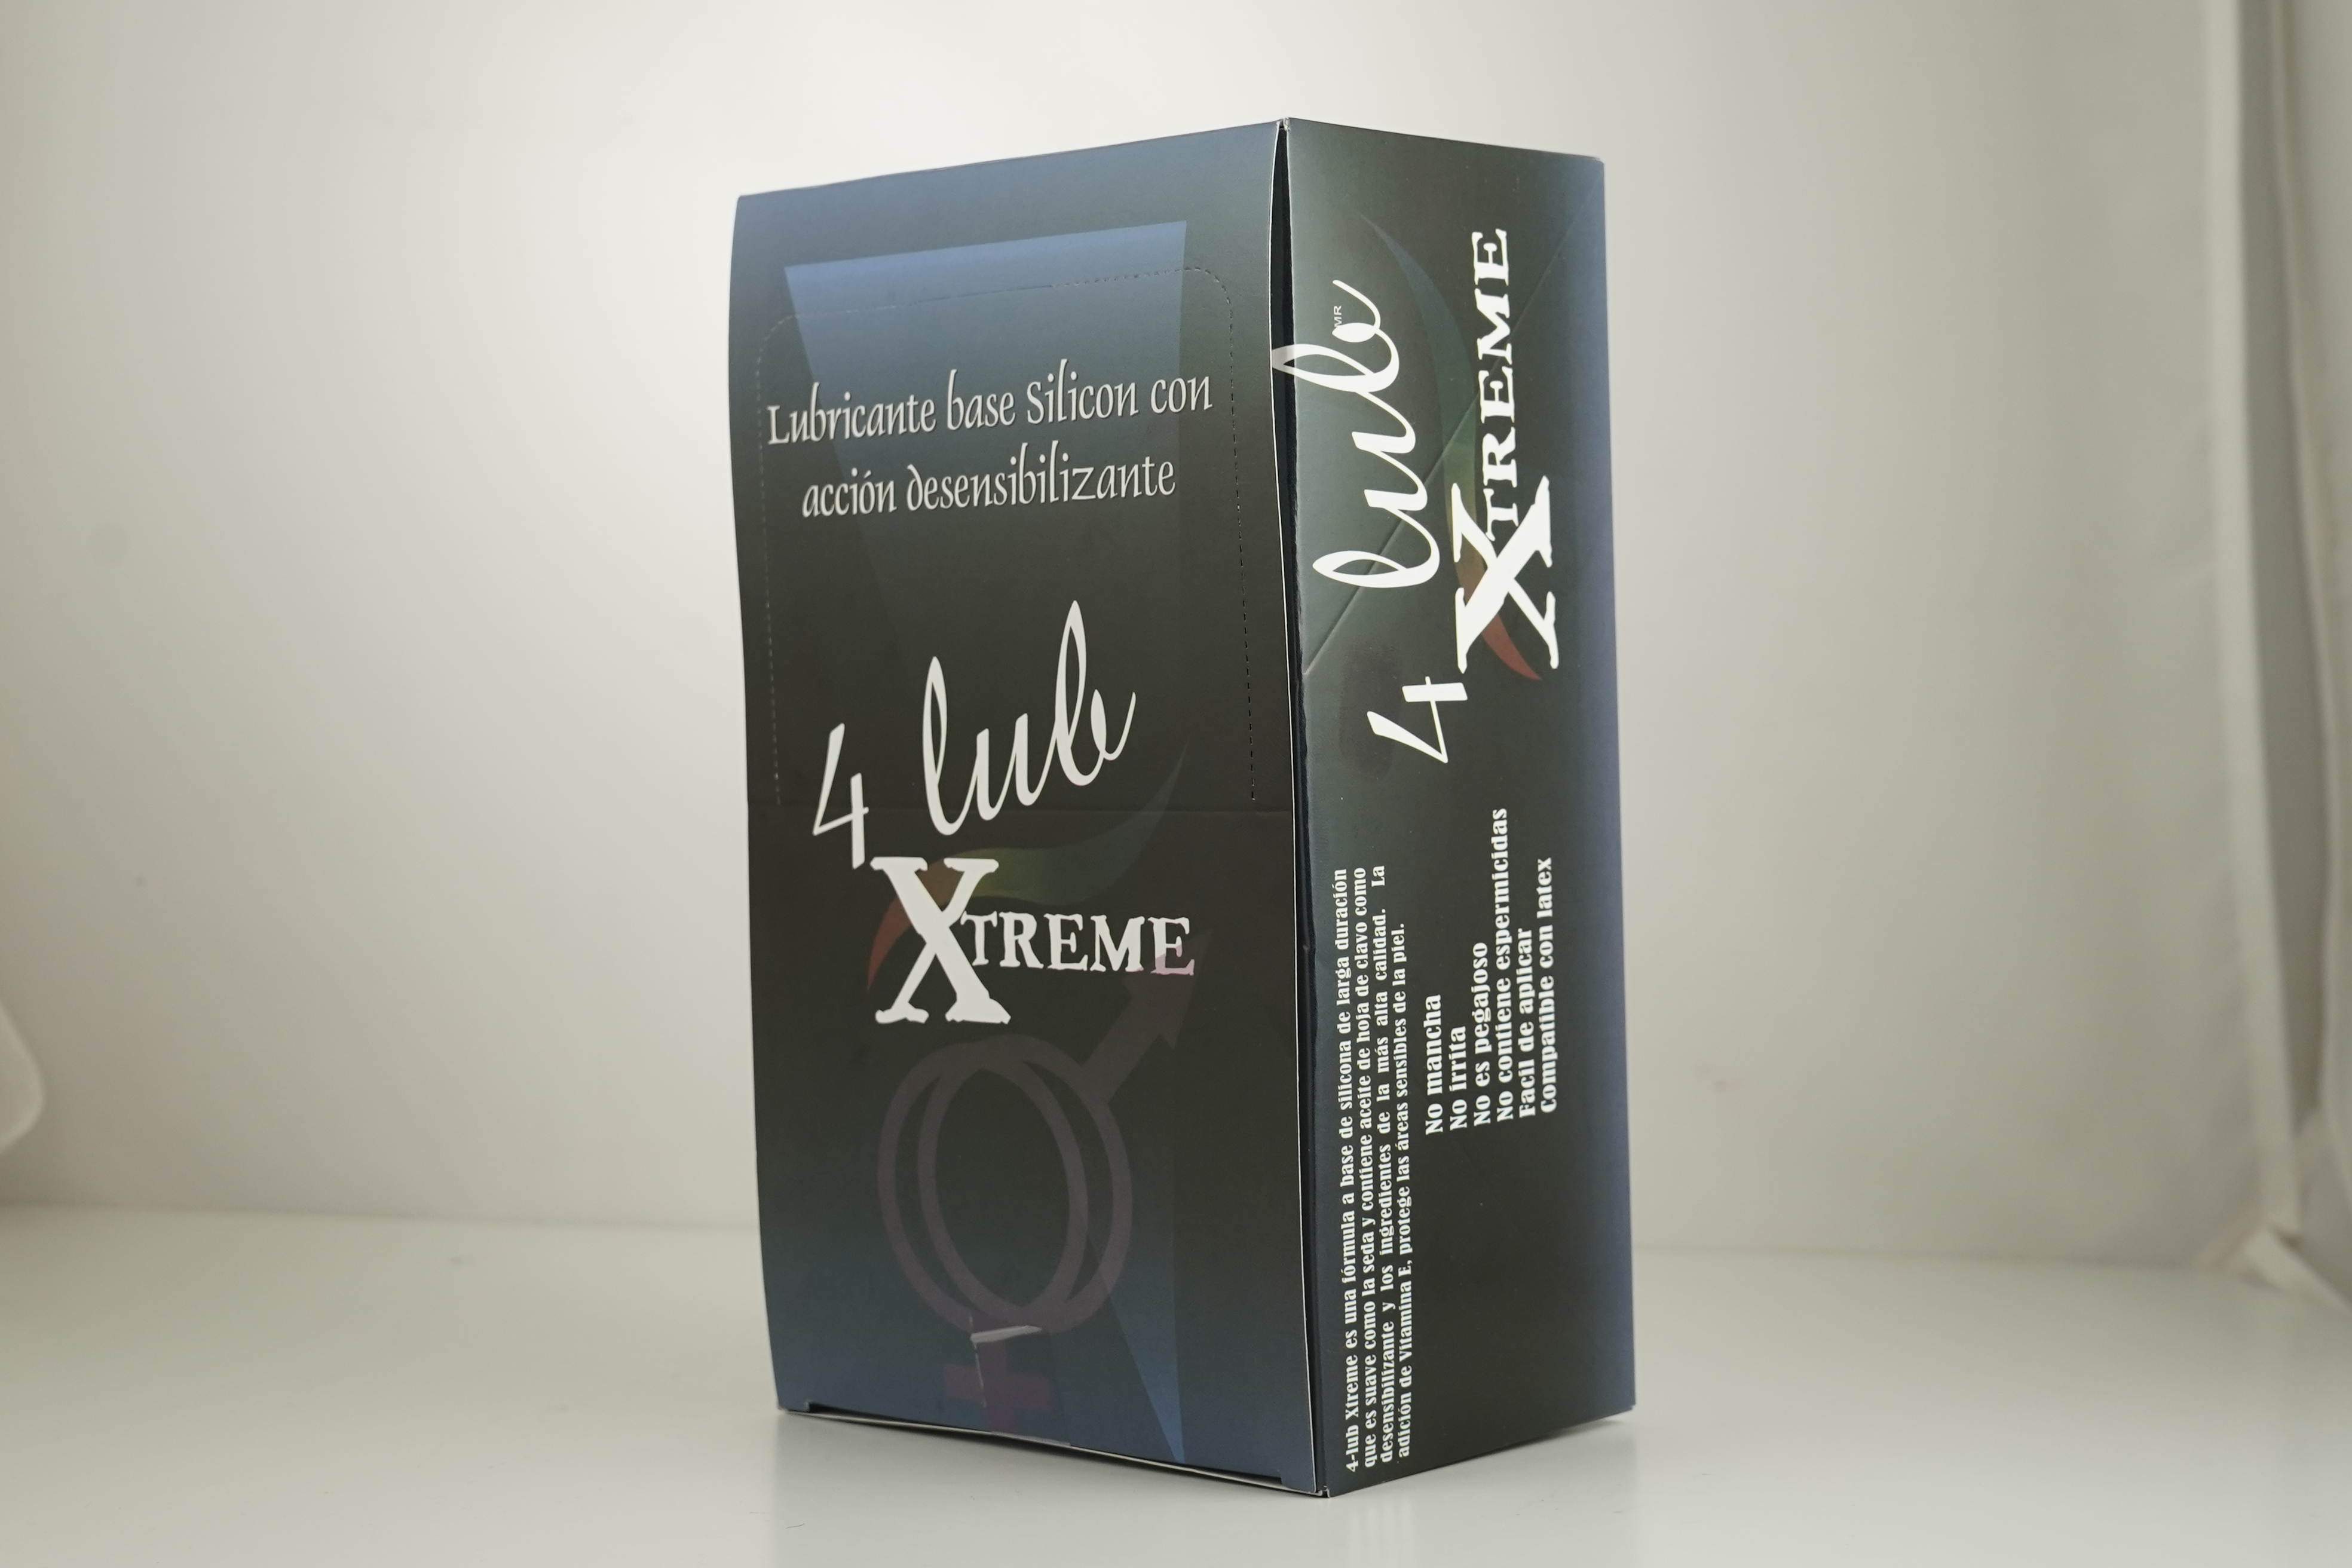 Lubricante base Silicon con
acción desensibilizante
4 lub
XTREME
4 lub MR
XTREME
4-lub Xtreme es una fórmula a base de silicona de larga duración
que es suave como la seda y contiene aceite de hoja de clavo como
desensibilizante y los ingredientes de la más alta calidad. La
adición de Vitamina E, protege las áreas sensibles de la piel.
No mancha
No irrita
No es pegajoso
No contiene espermicidas
Facil de aplicar
Compatible con latex